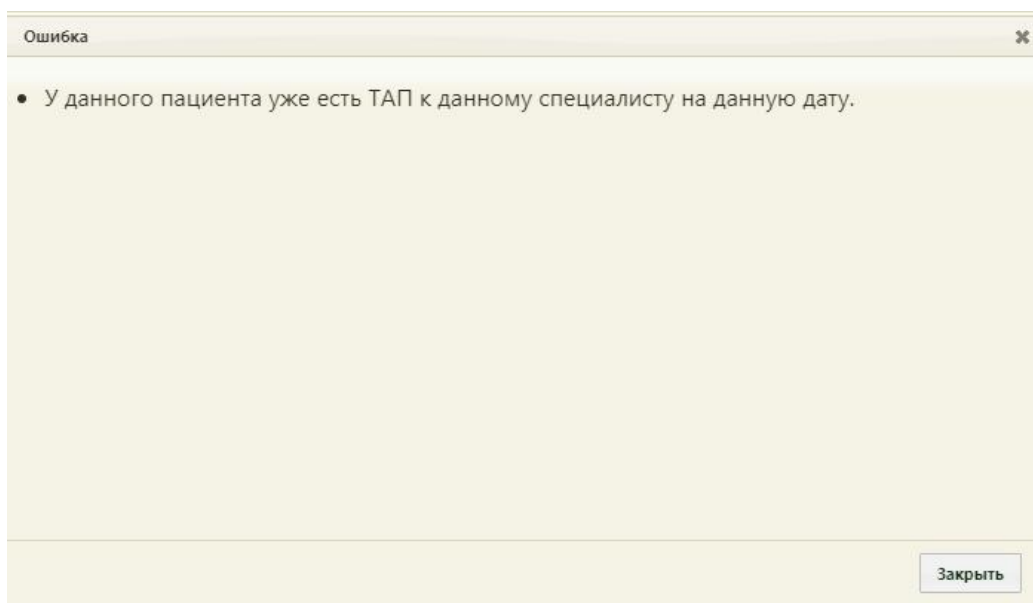 Ошибка
У данного пациента уже есть ТАП к данному специалисту на данную дату.
Закрыть